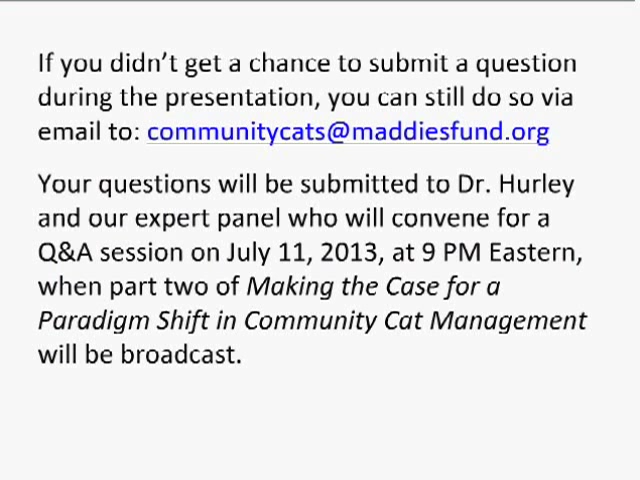 If you didn't get a chance to submit a question
during the presentation, you can still do so via
email to: communitycats@maddiesfund.org
Your questions will be submitted to Dr. Hurley
and our expert panel who will convene for a
Q&A session on July 11, 2013, at 9 PM Eastern,
when part two of Making the Case for a
Paradigm Shift in Community Cat Management
will be broadcast.